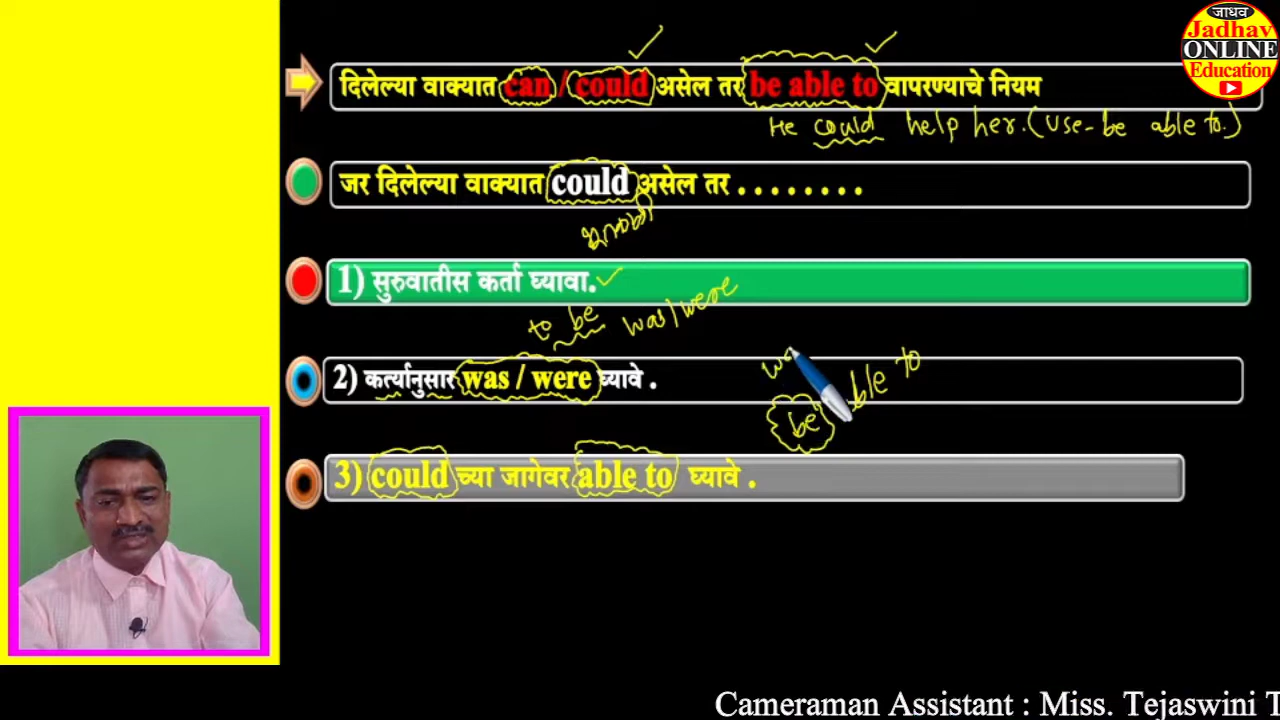 जाधव
Jadhav
ONLINE
Education
दिलेल्या वाक्यात can / could असेल तर be able to वापरण्याचे नियम
He could help her. (Use - be able to.)
जर दिलेल्या वाक्यात could असेल तर . . . . . . . .
1) सुरुवातीस कर्ता घ्यावा.
to be was/were
2) कर्त्यानुसार was / were घ्यावे .
be able to
3) could च्या जागेवर able to घ्यावे .
Cameraman Assistant : Miss. Tejaswini T